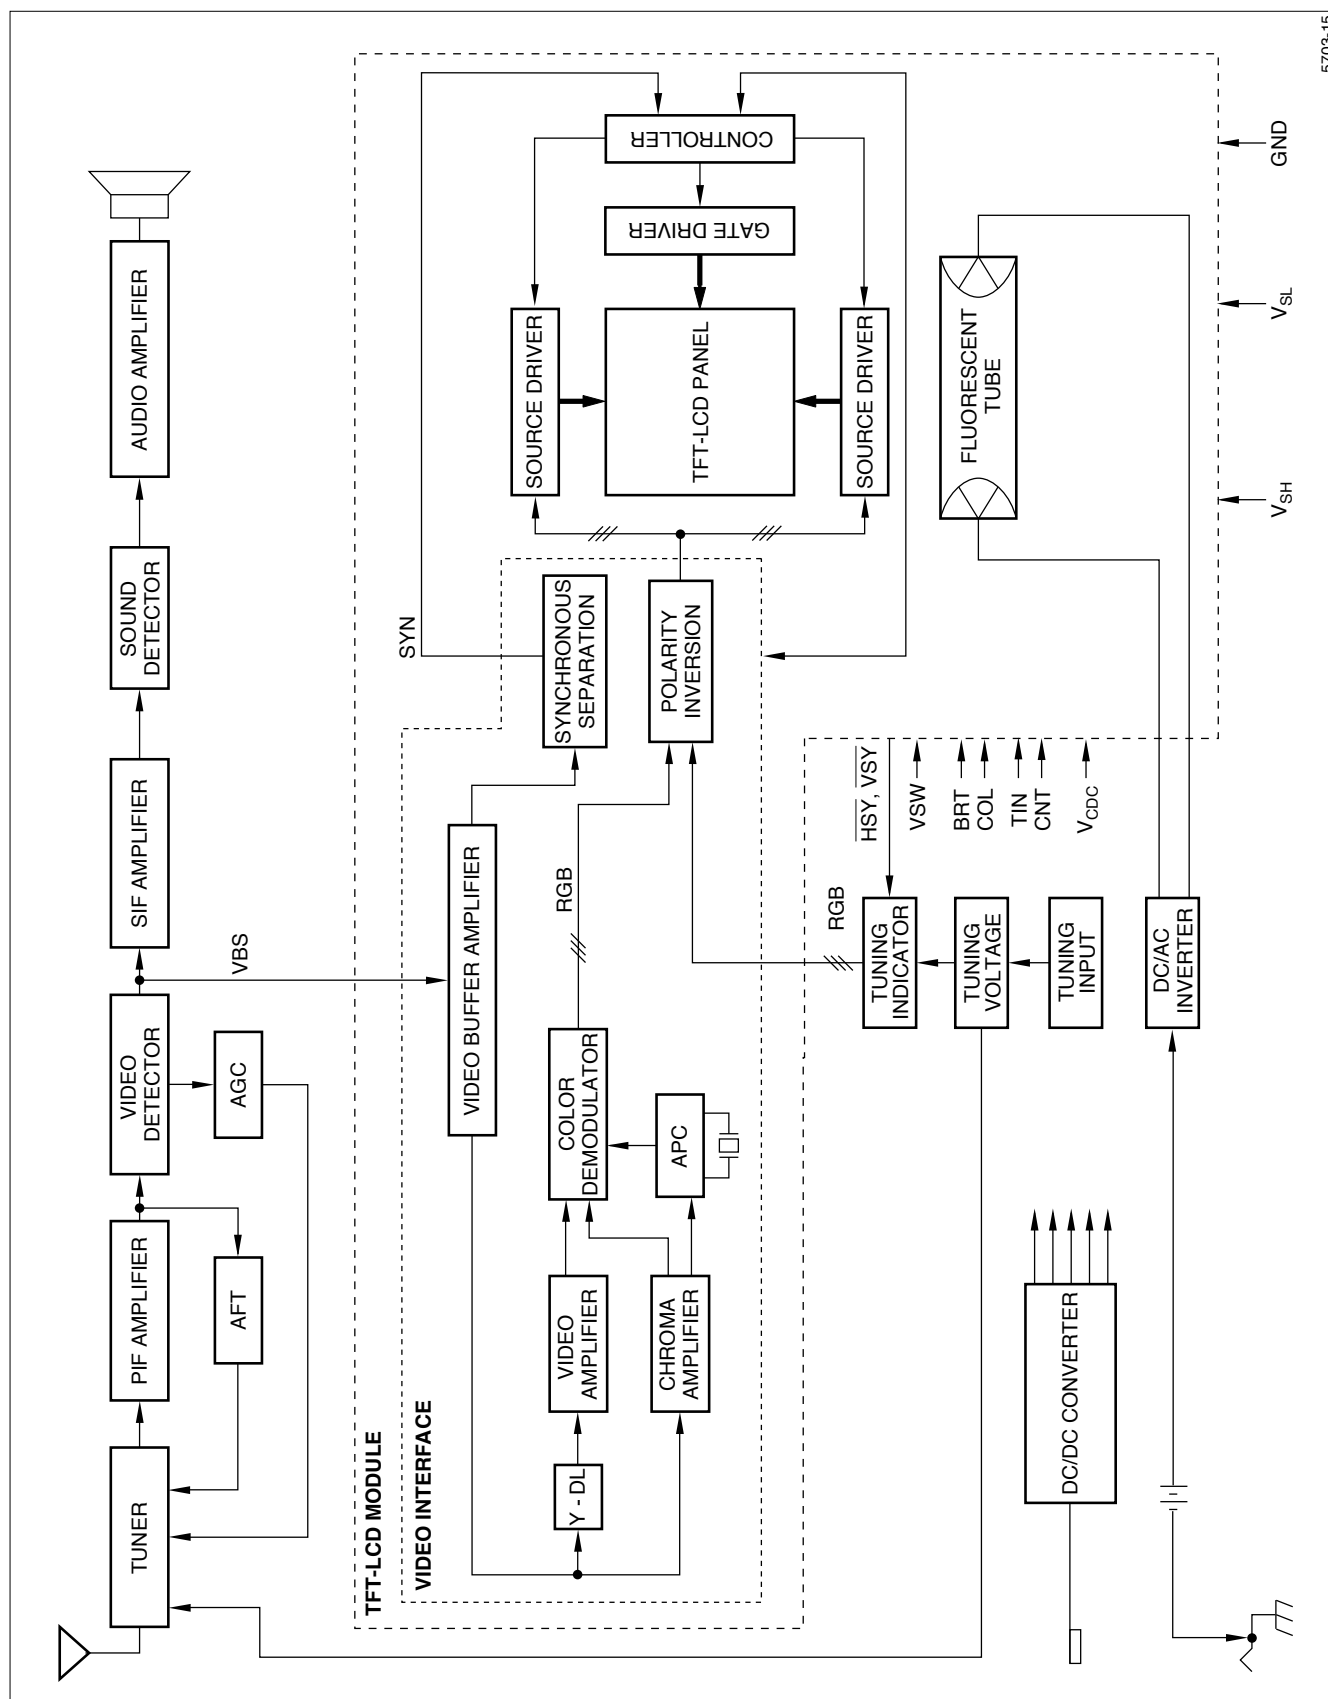 TUNER
PIF AMPLIFIER
VIDEO
DETECTOR
SIF AMPLIFIER
SOUND
DETECTOR
AUDIO AMPLIFIER
AFT
AGC
VBS
TFT-LCD MODULE
VIDEO INTERFACE
VIDEO BUFFER AMPLIFIER
SYN
Y - DL
VIDEO
AMPLIFIER
COLOR
DEMODULATOR
RGB
SYNCHRONOUS
SEPARATION
SOURCE DRIVER
CHROMA
AMPLIFIER
APC
POLARITY
INVERSION
TFT-LCD PANEL
GATE DRIVER
CONTROLLER
SOURCE DRIVER
RGB
HSY, VSY
TUNING
INDICATOR
VSW
TUNING
VOLTAGE
BRT
COL
TUNING
INPUT
TIN
CNT
VCDC
FLUORESCENT
TUBE
DC/DC CONVERTER
DC/AC
INVERTER
VSH
VSL
GND
5703-15